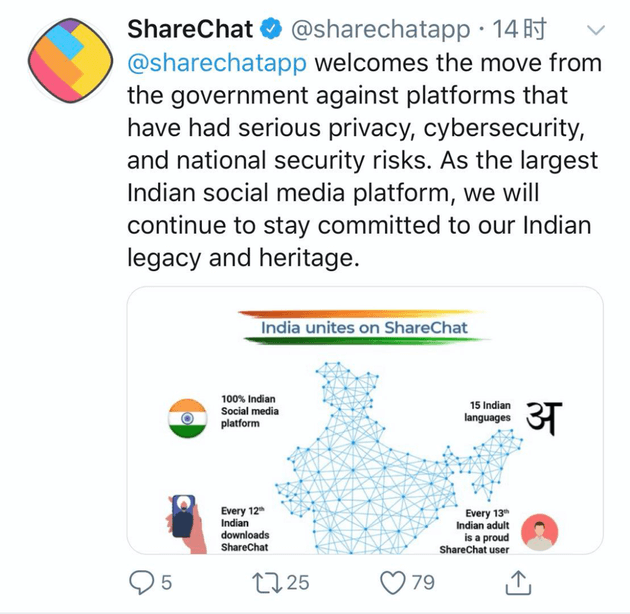 ShareChat @sharechatapp · 14时
@sharechatapp welcomes the move from
the government against platforms that
have had serious privacy, cybersecurity,
and national security risks. As the largest
Indian social media platform, we will
continue to stay committed to our Indian
legacy and heritage.
India unites on ShareChat
100% Indian
Social media
platform
15 Indian
languages
अ
Every 12th
Indian
downloads
ShareChat
Every 13th
Indian adult
is a proud
ShareChat user
5 25 79